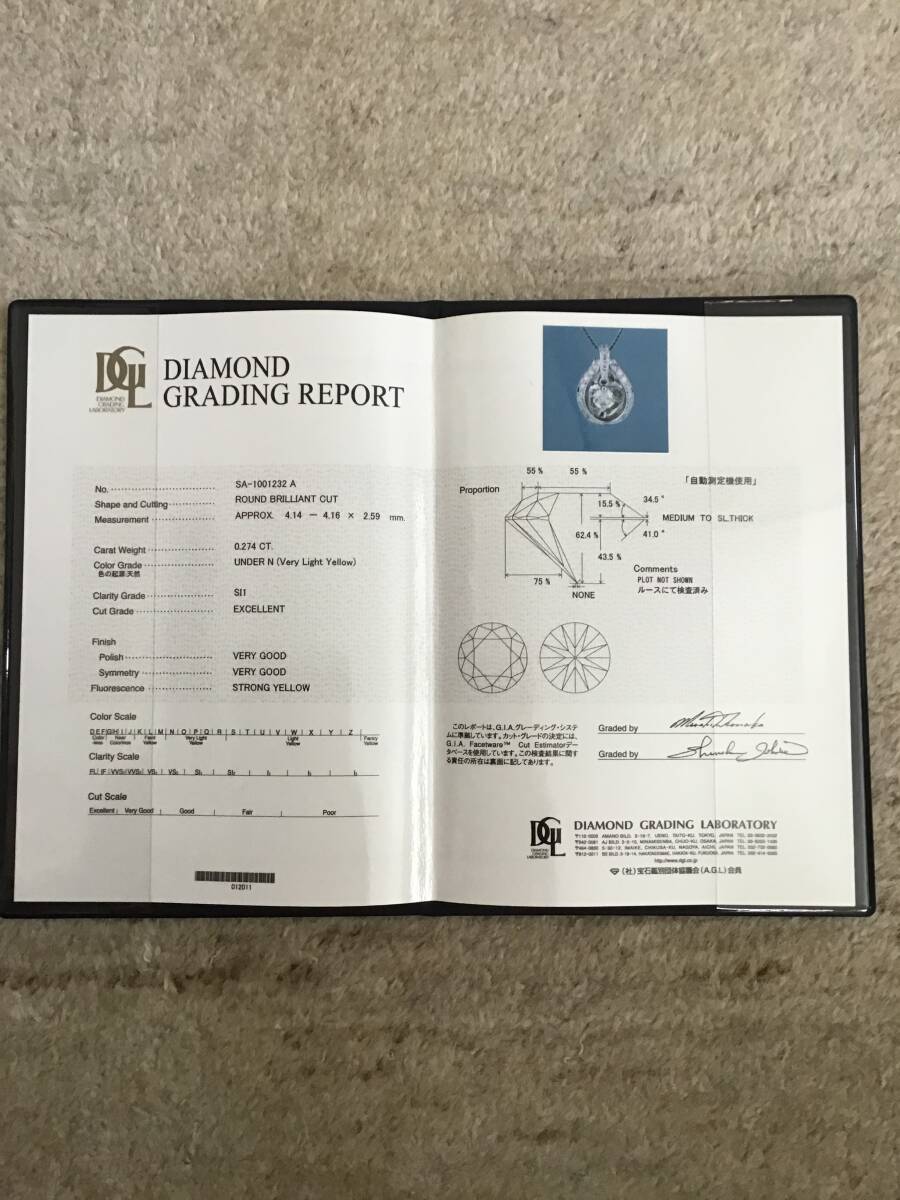 DGL
DIAMOND
GRADING
LABORATORY
DIAMOND
GRADING REPORT
No. SA-1001232 A
Shape and Cutting ROUND BRILLIANT CUT
Measurement APPROX. 4.14 － 4.16 × 2.59 mm.
Carat Weight 0.274 CT.
Color Grade UNDER N (Very Light Yellow)
色の起源:天然
Clarity Grade SI1
Cut Grade EXCELLENT
Finish
Polish VERY GOOD
Symmetry VERY GOOD
Fluorescence STRONG YELLOW
Color Scale
D E F G H I J K L M N O P Q R S T U V W X Y Z
Color-less Near Colorless Faint Yellow Very Light Yellow Light Yellow Fancy Yellow
Clarity Scale
FL IF VVS1 VVS2 VS1 VS2 SI1 SI2 I1 I2 I3
Cut Scale
Excellent Very Good Good Fair Poor
012011
Proportion
55 % 55 %
「自動測定機使用」
15.5 % 34.5 °
MEDIUM TO SL.THICK
62.4 % 41.0 °
43.5 %
75 %
NONE
Comments
PLOT NOT SHOWN
ルースにて検査済み
このレポートは、G.I.A.グレーディング・システ
ムに準拠しています。カット・グレードの決定には、
G.I.A. Facetware™ Cut Estimatorデー
タベースを使用しています。この検査結果に関す
る責任の所在は裏面に記してあります。
Graded by
Graded by
DGL
DIAMOND
GRADING
LABORATORY
DIAMOND GRADING LABORATORY
http://www.dgl.co.jp
(社)宝石鑑別団体協議会(A.G.L)会員